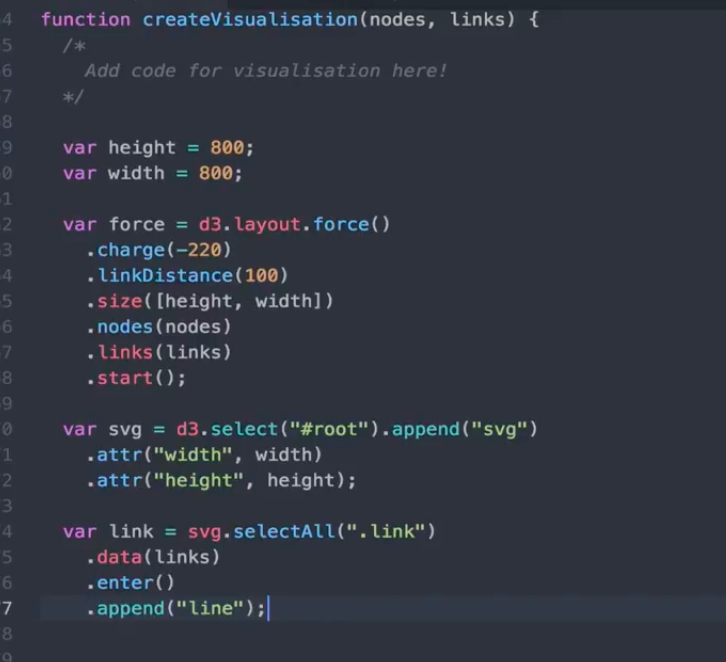 4 function createVisualisation(nodes, links) {
5 /*
6 Add code for visualisation here!
7 */
8
9 var height = 800;
0 var width = 800;
1
2 var force = d3.layout.force()
3 .charge(-220)
4 .linkDistance(100)
5 .size([height, width])
6 .nodes(nodes)
7 .links(links)
8 .start();
9
0 var svg = d3.select("#root").append("svg")
1 .attr("width", width)
2 .attr("height", height);
3
4 var link = svg.selectAll(".link")
5 .data(links)
6 .enter()
7 .append("line");
8
9